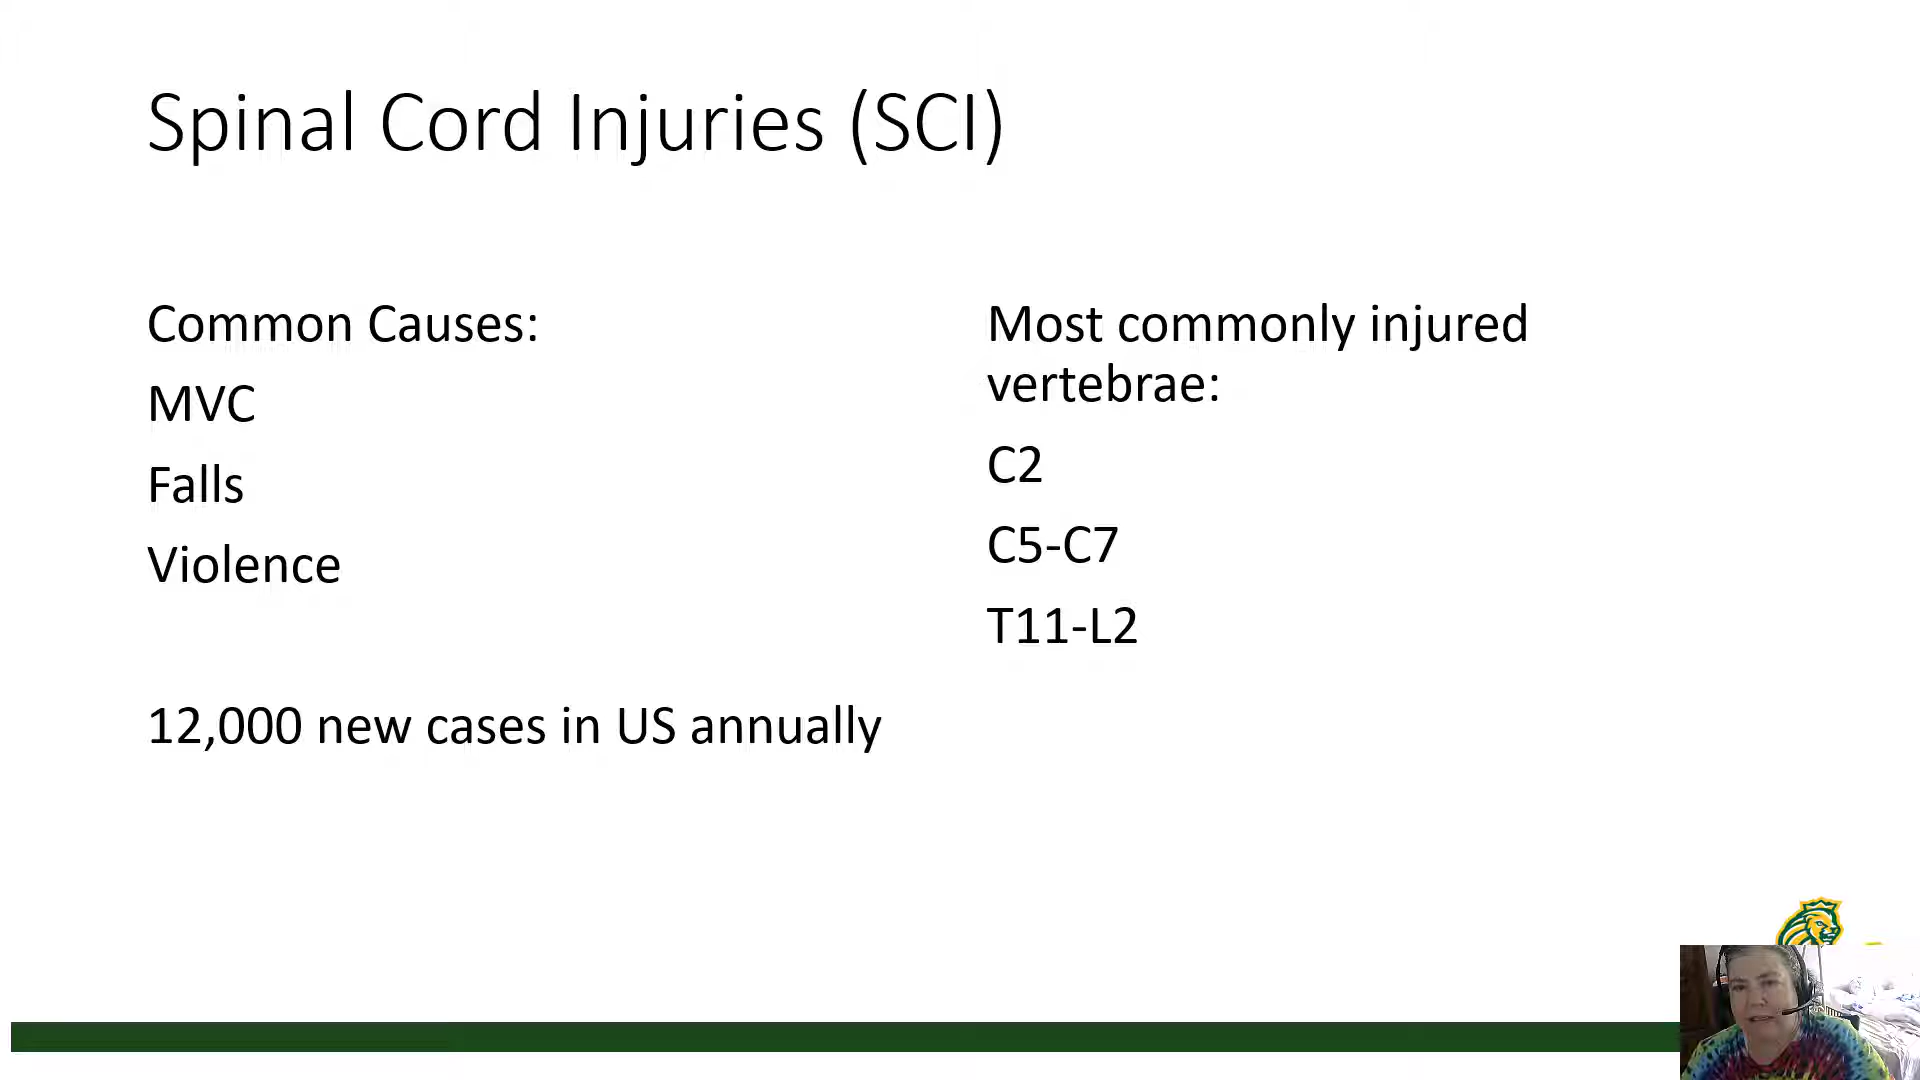 Spinal Cord Injuries (SCI)
Common Causes:
MVC
Falls
Violence
12,000 new cases in US annually
Most commonly injured
vertebrae:
C2
C5-C7
T11-L2